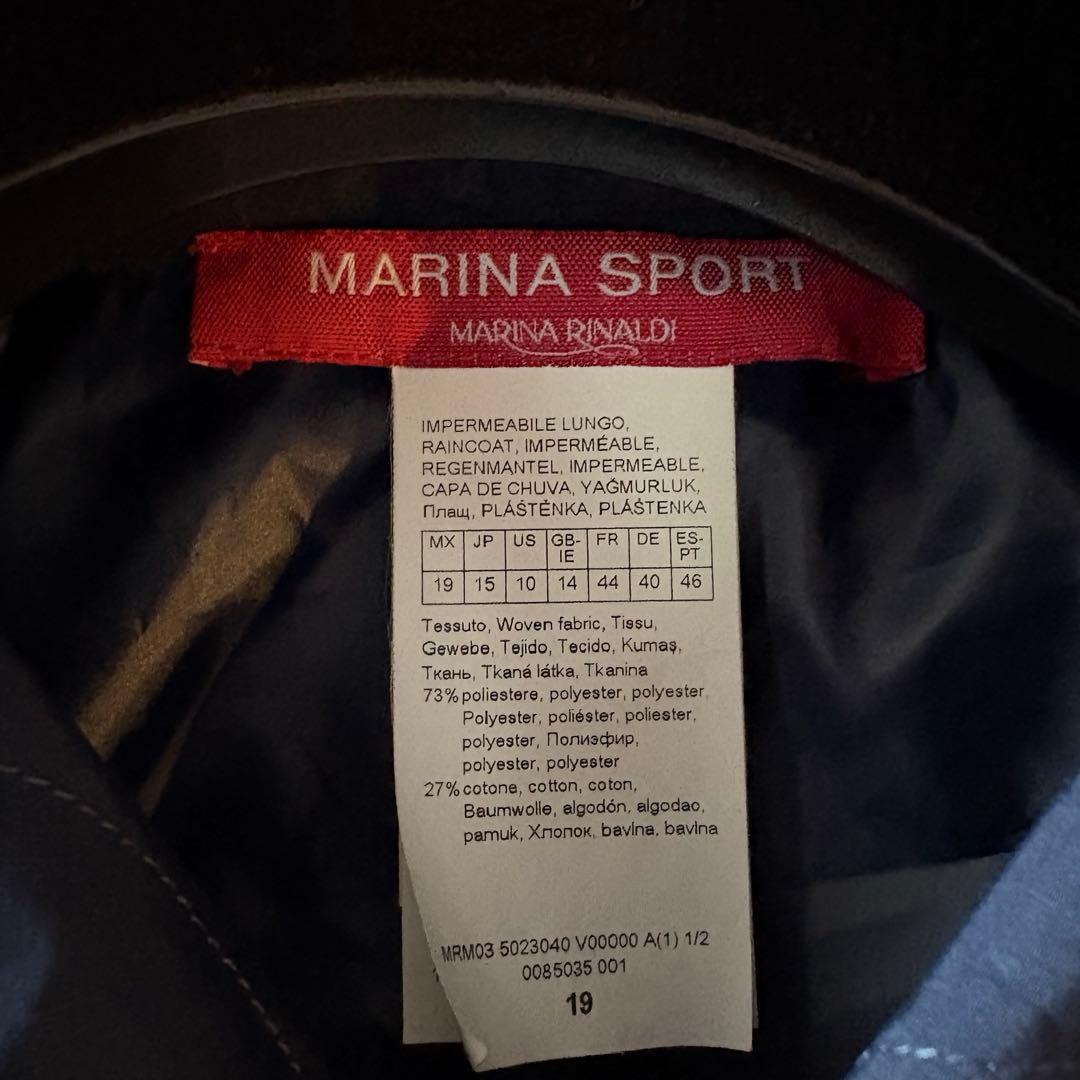 MARINA SPORT
MARINA RINALDI
IMPERMEABILE LUNGO,
RAINCOAT, IMPERMÉABLE,
REGENMANTEL, IMPERMEABLE,
CAPA DE CHUVA, YAĞMURLUK,
Плащ, PLÁŠTĚNKA, PLÁŠTENKA
MX JP US GB-IE FR DE ES-PT
19 15 10 14 44 40 46
Tessuto, Woven fabric, Tissu,
Gewebe, Tejido, Tecido, Kumaş,
Ткань, Tkaná látka, Tkanina
73% poliestere, polyester, polyester,
Polyester, poliéster, poliester,
polyester, Полиэфир,
polyester, polyester
27% cotone, cotton, coton,
Baumwolle, algodón, algodao,
pamuk, Хлопок, bavlna, bavlna
MRM03 5023040 V00000 A(1) 1/2
0085035 001
19